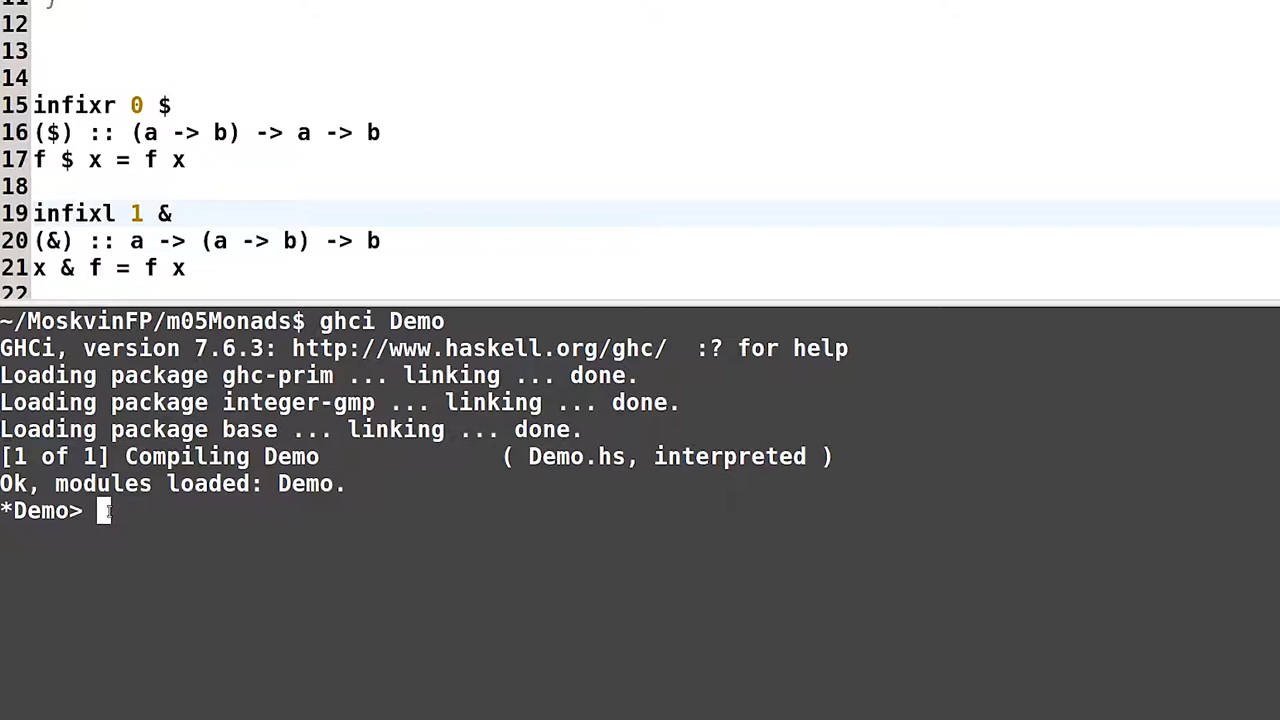 11 }
12
13
14
15 infixr 0 $
16 ($) :: (a -> b) -> a -> b
17 f $ x = f x
18
19 infixl 1 &
20 (&) :: a -> (a -> b) -> b
21 x & f = f x
22
~/MoskvinFP/m05Monads$ ghci Demo
GHCi, version 7.6.3: http://www.haskell.org/ghc/  :? for help
Loading package ghc-prim ... linking ... done.
Loading package integer-gmp ... linking ... done.
Loading package base ... linking ... done.
[1 of 1] Compiling Demo             ( Demo.hs, interpreted )
Ok, modules loaded: Demo.
*Demo>